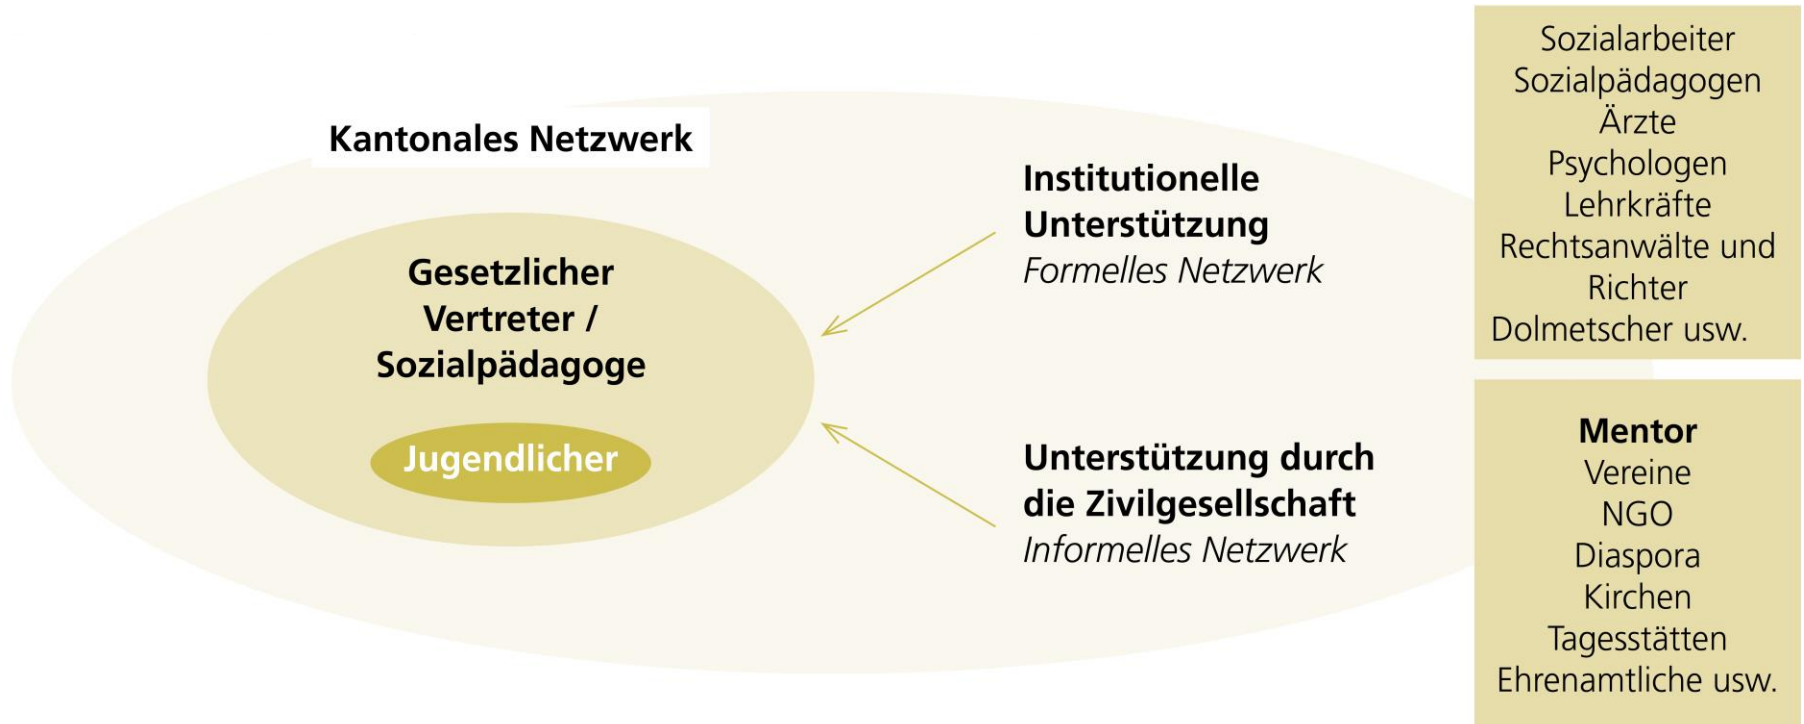 Kantonales Netzwerk
Gesetzlicher
Vertreter /
Sozialpädagoge
Jugendlicher
Institutionelle
Unterstützung
Formelles Netzwerk
Unterstützung durch
die Zivilgesellschaft
Informelles Netzwerk
Sozialarbeiter
Sozialpädagogen
Ärzte
Psychologen
Lehrkräfte
Rechtsanwälte und
Richter
Dolmetscher usw.
Mentor
Vereine
NGO
Diaspora
Kirchen
Tagesstätten
Ehrenamtliche usw.